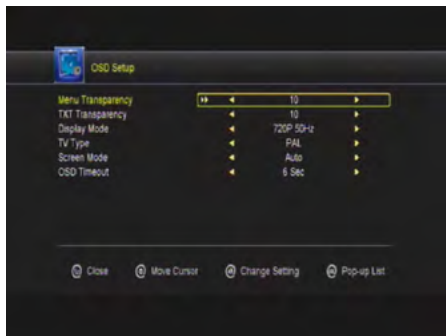 OSD Setup
Menu Transparency 10
TXT Transparency 10
Display Mode 720P 50Hz
TV Type PAL
Screen Mode Auto
OSD Timeout 6 Sec
Close Move Cursor Change Setting Pop-up List